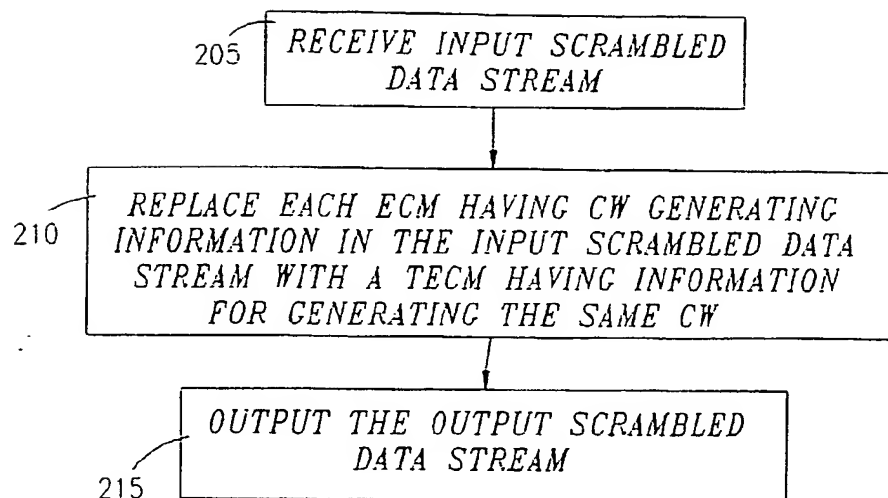 205
RECEIVE INPUT SCRAMBLED
DATA STREAM
210
REPLACE EACH ECM HAVING CW GENERATING
INFORMATION IN THE INPUT SCRAMBLED DATA
STREAM WITH A TECM HAVING INFORMATION
FOR GENERATING THE SAME CW
OUTPUT THE OUTPUT SCRAMBLED
DATA STREAM
215